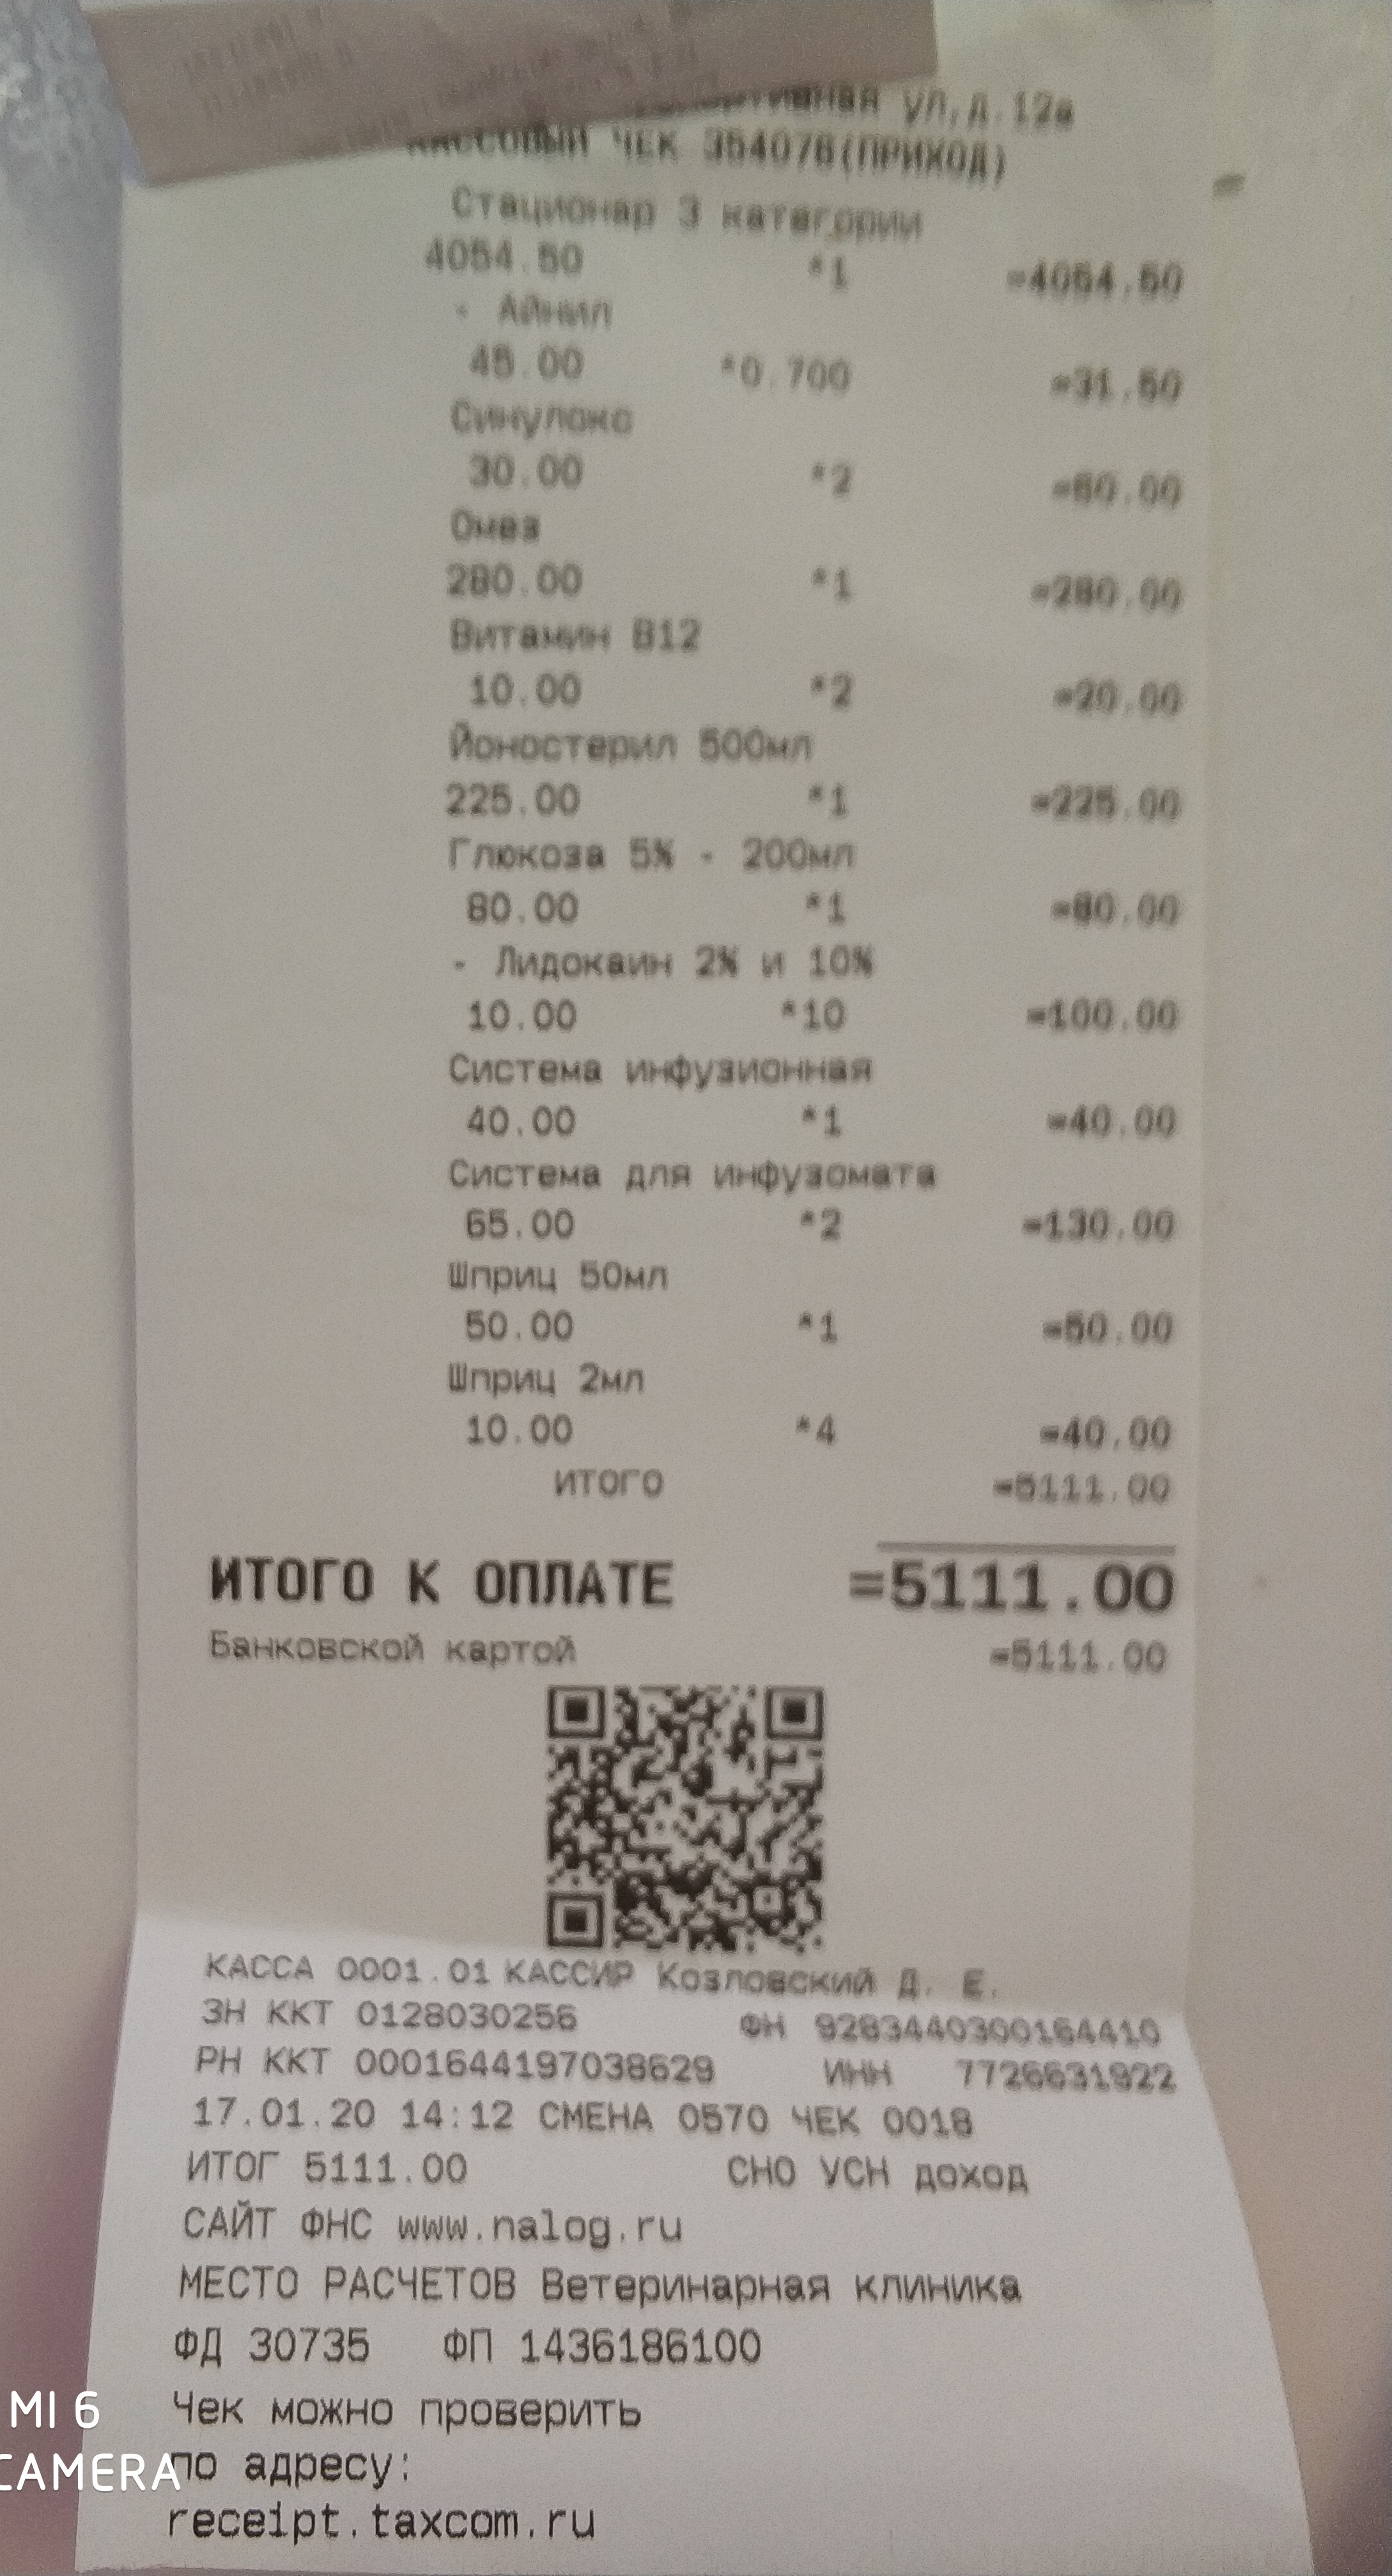 УЛ,д.12а
КАССОВЫЙ ЧЕК 354076(ПРИХОД)
Стационар 3 категории
4054.50 *1 =4054.50
- Айнил
45.00 *0.700 =31.50
Синулокс
30.00 *2 =60.00
Омез
280.00 *1 =280.00
Витамин В12
10.00 *2 =20.00
Йоностерил 500мл
225.00 *1 =225.00
Глюкоза 5% - 200мл
80.00 *1 =80.00
- Лидокаин 2% и 10%
10.00 *10 =100.00
Система инфузионная
40.00 *1 =40.00
Система для инфузомата
65.00 *2 =130.00
Шприц 50мл
50.00 *1 =50.00
Шприц 2мл
10.00 *4 =40.00
ИТОГО =5111.00
ИТОГО К ОПЛАТЕ =5111.00
Банковской картой =5111.00
КАССА 0001.01 КАССИР Козловский Д. Е.
ЗН ККТ 0128030256 ФН 9283440300164410
РН ККТ 0001644197038629 ИНН 7726631922
17.01.20 14:12 СМЕНА 0570 ЧЕК 0018
ИТОГ 5111.00 СНО УСН доход
САЙТ ФНС www.nalog.ru
МЕСТО РАСЧЕТОВ Ветеринарная клиника
ФД 30735 ФП 1436186100
Чек можно проверить
по адресу:
receipt.taxcom.ru
MI 6
CAMERA